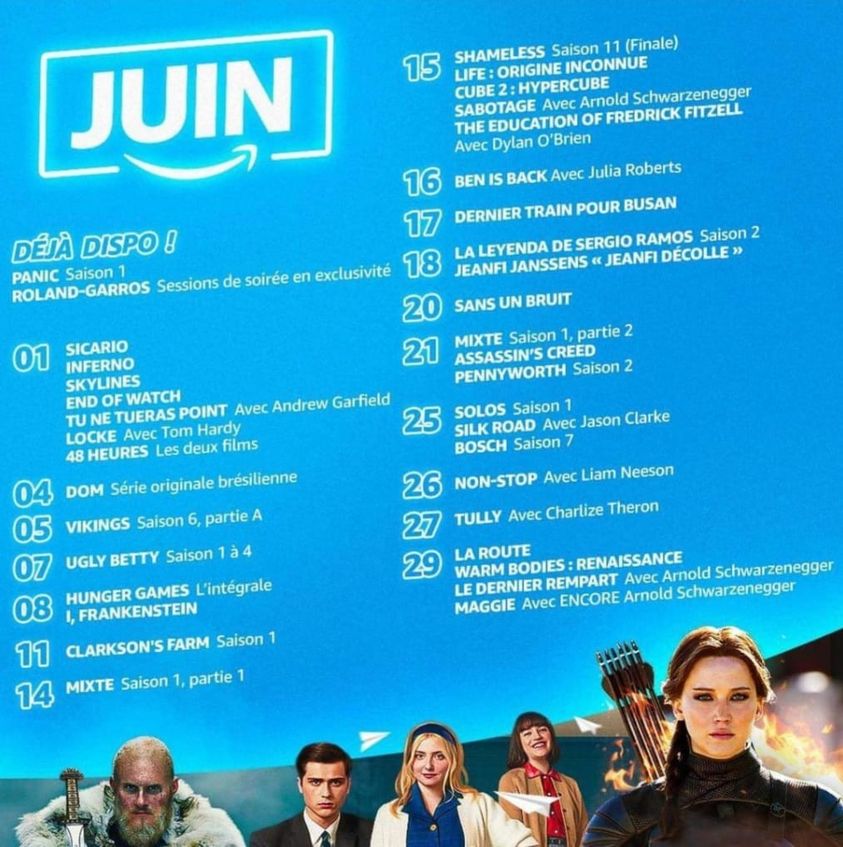 JUIN
DÉJÀ DISPO !
PANIC Saison 1
ROLAND-GARROS Sessions de soirée en exclusivité
01
SICARIO
INFERNO
SKYLINES
END OF WATCH
TU NE TUERAS POINT Avec Andrew Garfield
LOCKE Avec Tom Hardy
48 HEURES Les deux films
04 DOM Série originale brésilienne
05 VIKINGS Saison 6, partie A
07 UGLY BETTY Saison 1 à 4
08
HUNGER GAMES L'intégrale
I, FRANKENSTEIN
11 CLARKSON'S FARM Saison 1
14 MIXTE Saison 1, partie 1
15
SHAMELESS Saison 11 (Finale)
LIFE : ORIGINE INCONNUE
CUBE 2 : HYPERCUBE
SABOTAGE Avec Arnold Schwarzenegger
THE EDUCATION OF FREDRICK FITZELL
Avec Dylan O'Brien
16 BEN IS BACK Avec Julia Roberts
17 DERNIER TRAIN POUR BUSAN
18
LA LEYENDA DE SERGIO RAMOS Saison 2
JEANFI JANSSENS « JEANFI DÉCOLLE »
20 SANS UN BRUIT
21
MIXTE Saison 1, partie 2
ASSASSIN'S CREED
PENNYWORTH Saison 2
25
SOLOS Saison 1
SILK ROAD Avec Jason Clarke
BOSCH Saison 7
26 NON-STOP Avec Liam Neeson
27 TULLY Avec Charlize Theron
29
LA ROUTE
WARM BODIES : RENAISSANCE
LE DERNIER REMPART Avec Arnold Schwarzenegger
MAGGIE Avec ENCORE Arnold Schwarzenegger